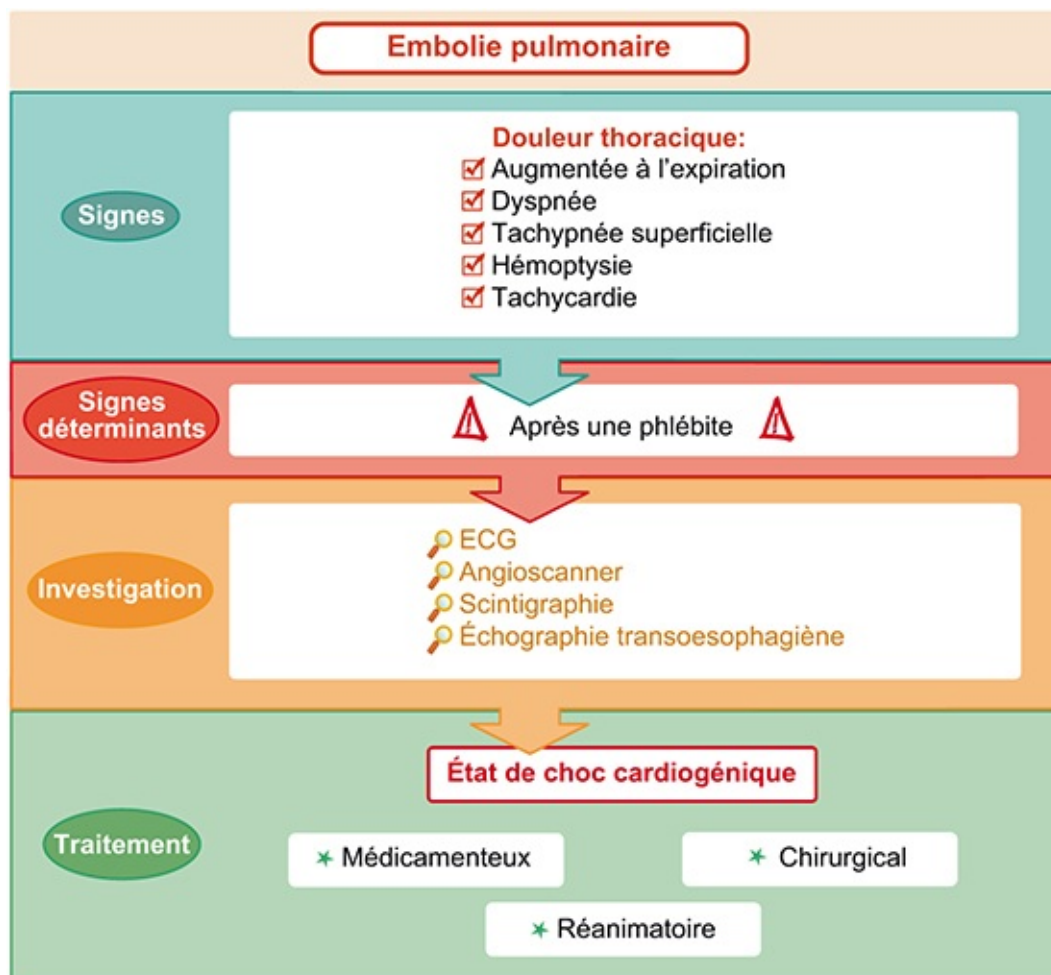 Embolie pulmonaire
Signes
Douleur thoracique:
Augmentée à l'expiration
Dyspnée
Tachypnée superficielle
Hémoptysie
Tachycardie
Signes
déterminants
Après une phlébite
Investigation
ECG
Angioscanner
Scintigraphie
Échographie transoesophagiène
État de choc cardiogénique
Traitement
Médicamenteux
Chirurgical
Réanimatoire